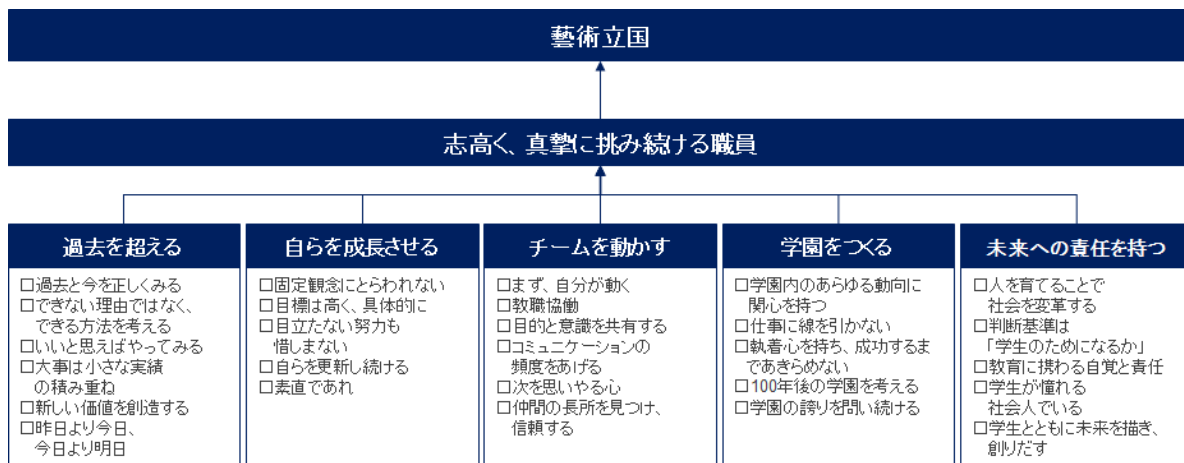 藝術立国
志高く、真摯に挑み続ける職員
過去を超える
□過去と今を正しくみる
□できない理由ではなく、
できる方法を考える
□いいと思えばやってみる
□大事は小さな実績
の積み重ね
□新しい価値を創造する
□昨日より今日、
今日より明日
自らを成長させる
□固定観念にとらわれない
□目標は高く、具体的に
□目立たない努力も
惜しまない
□自らを更新し続ける
□素直であれ
チームを動かす
□まず、自分が動く
□教職協働
□目的と意識を共有する
□コミュニケーションの
頻度をあげる
□次を思いやる心
□仲間の長所を見つけ、
信頼する
学園をつくる
□学園内のあらゆる動向に
関心を持つ
□仕事に線を引かない
□執着心を持ち、成功するま
であきらめない
□100年後の学園を考える
□学園の誇りを問い続ける
未来への責任を持つ
□人を育てることで
社会を変革する
□判断基準は
「学生のためになるか」
□教育に携わる自覚と責任
□学生が憧れる
社会人でいる
□学生とともに未来を描き、
創りだす